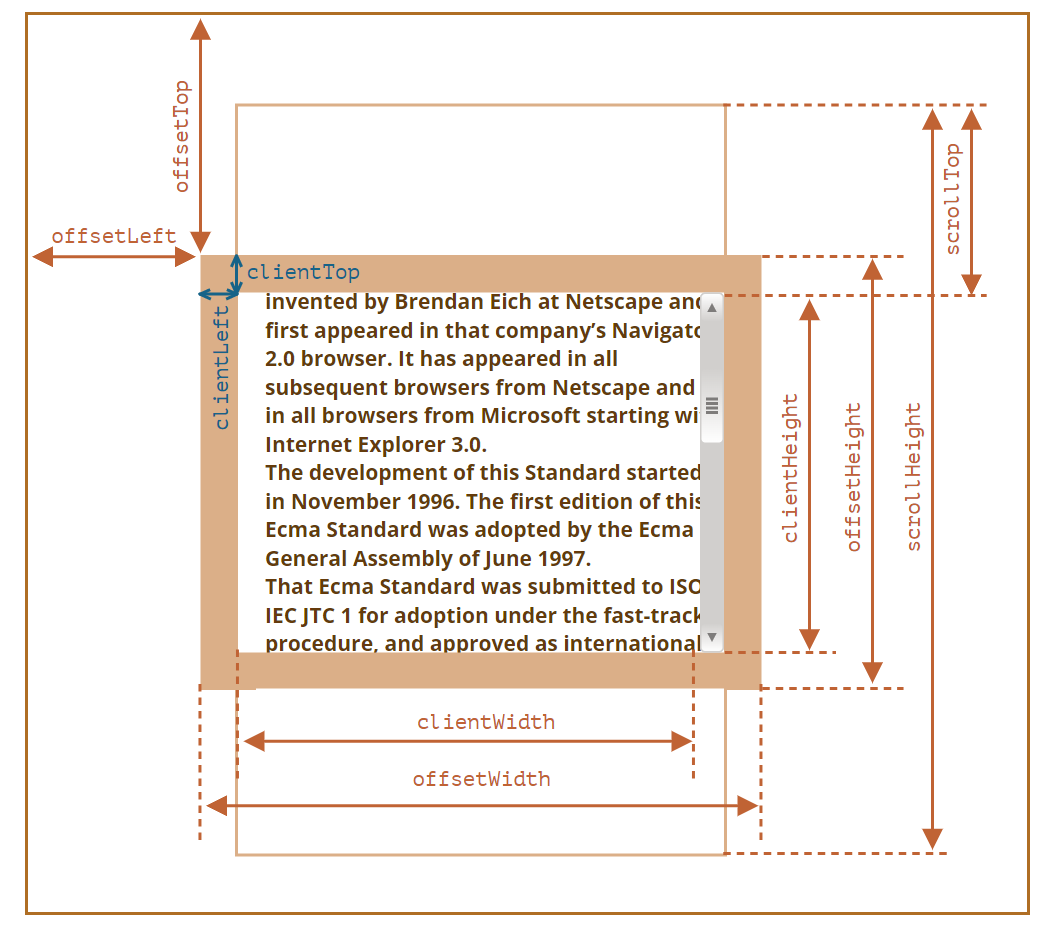 offsetTop
offsetLeft
scrollTop
clientTop
clientLeft
invented by Brendan Eich at Netscape and
first appeared in that company’s Navigato
2.0 browser. It has appeared in all
subsequent browsers from Netscape and
in all browsers from Microsoft starting wi
Internet Explorer 3.0.
The development of this Standard started
in November 1996. The first edition of this
Ecma Standard was adopted by the Ecma
General Assembly of June 1997.
That Ecma Standard was submitted to ISO
IEC JTC 1 for adoption under the fast-track
procedure, and approved as international
clientHeight
offsetHeight
scrollHeight
clientWidth
offsetWidth